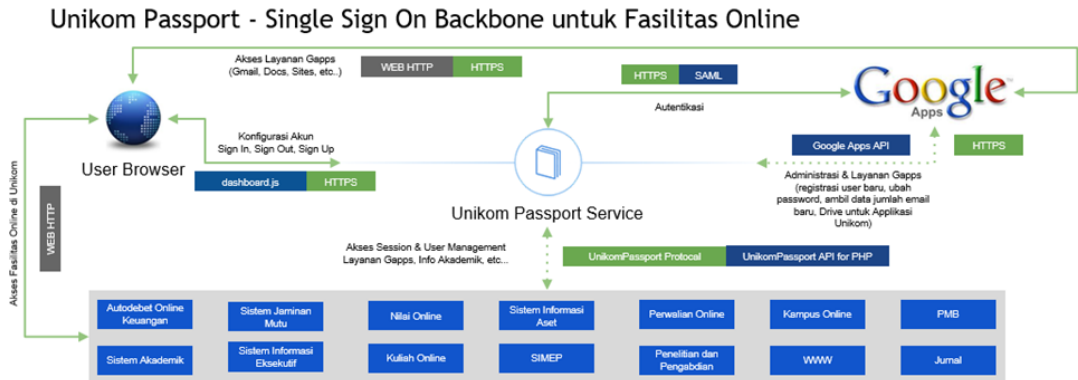 Unikom Passport - Single Sign On Backbone untuk Fasilitas Online
Akses Layanan Gapps
(Gmail, Docs, Sites, etc..)
WEB HTTP
HTTPS
HTTPS
SAML
Autentikasi
Google
Apps
User Browser
Konfigurasi Akun
Sign In, Sign Out, Sign Up
dashboard.js
HTTPS
Unikom Passport Service
Google Apps API
HTTPS
Administrasi & Layanan Gapps
(registrasi user baru, ubah
password, ambil data jumlah email
baru, Drive untuk Applikasi
Unikom)
Akses Fasilitas Online di Unikom
WEB HTTP
Akses Session & User Management
Layanan Gapps, Info Akademik, etc...
UnikomPassport Protocal
UnikomPassport API for PHP
Autodebet Online
Keuangan
Sistem Jaminan
Mutu
Nilai Online
Sistem Informasi
Aset
Perwalian Online
Kampus Online
PMB
Sistem Akademik
Sistem Informasi
Eksekutif
Kuliah Online
SIMEP
Penelitian dan
Pengabdian
WWW
Jurnal